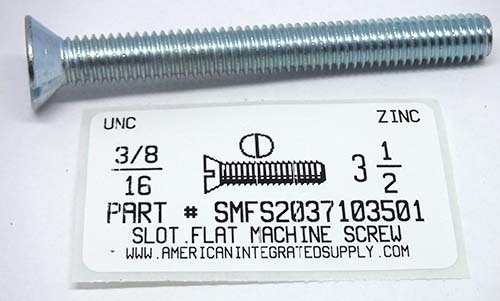 UNC ZINC
3/8
16
3 1/2
PART # SMFS2037103501
SLOT.FLAT MACHINE SCREW
WWW.AMERICANINTEGRATEDSUPPLY.COM